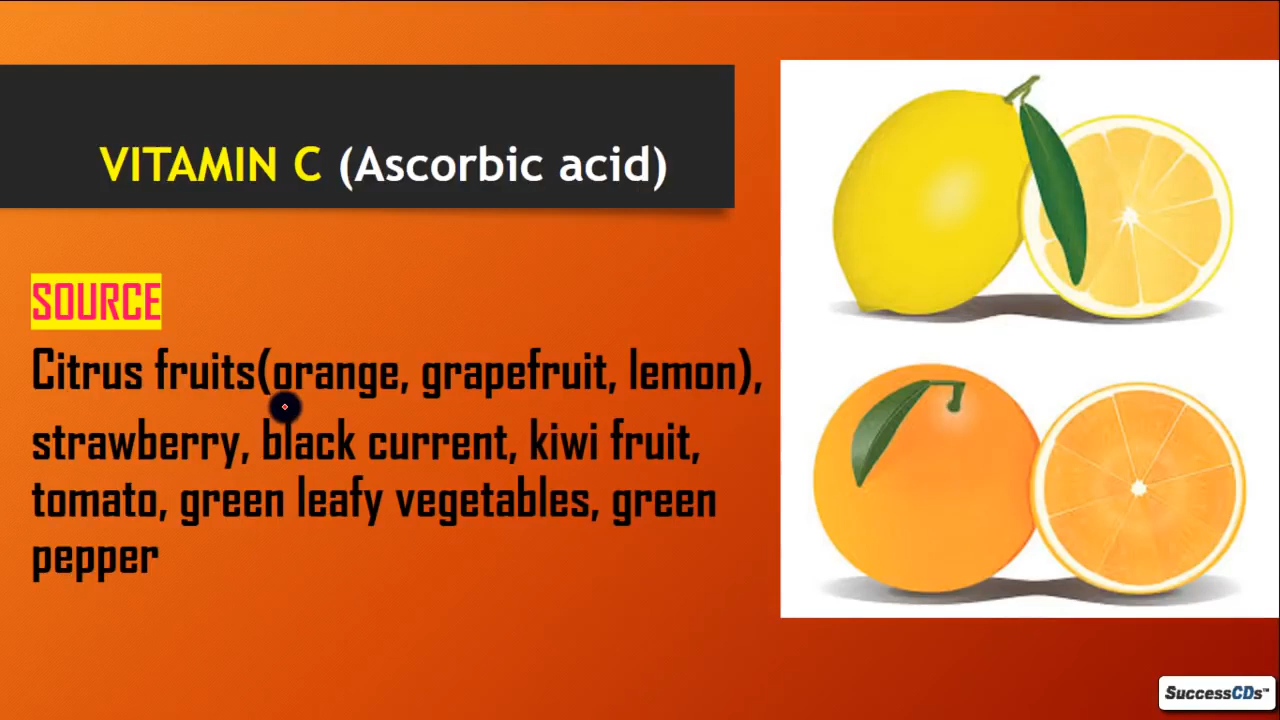 VITAMIN C (Ascorbic acid)
SOURCE
Citrus fruits(orange, grapefruit, lemon),
strawberry, black current, kiwi fruit,
tomato, green leafy vegetables, green
pepper
SuccessCDs™